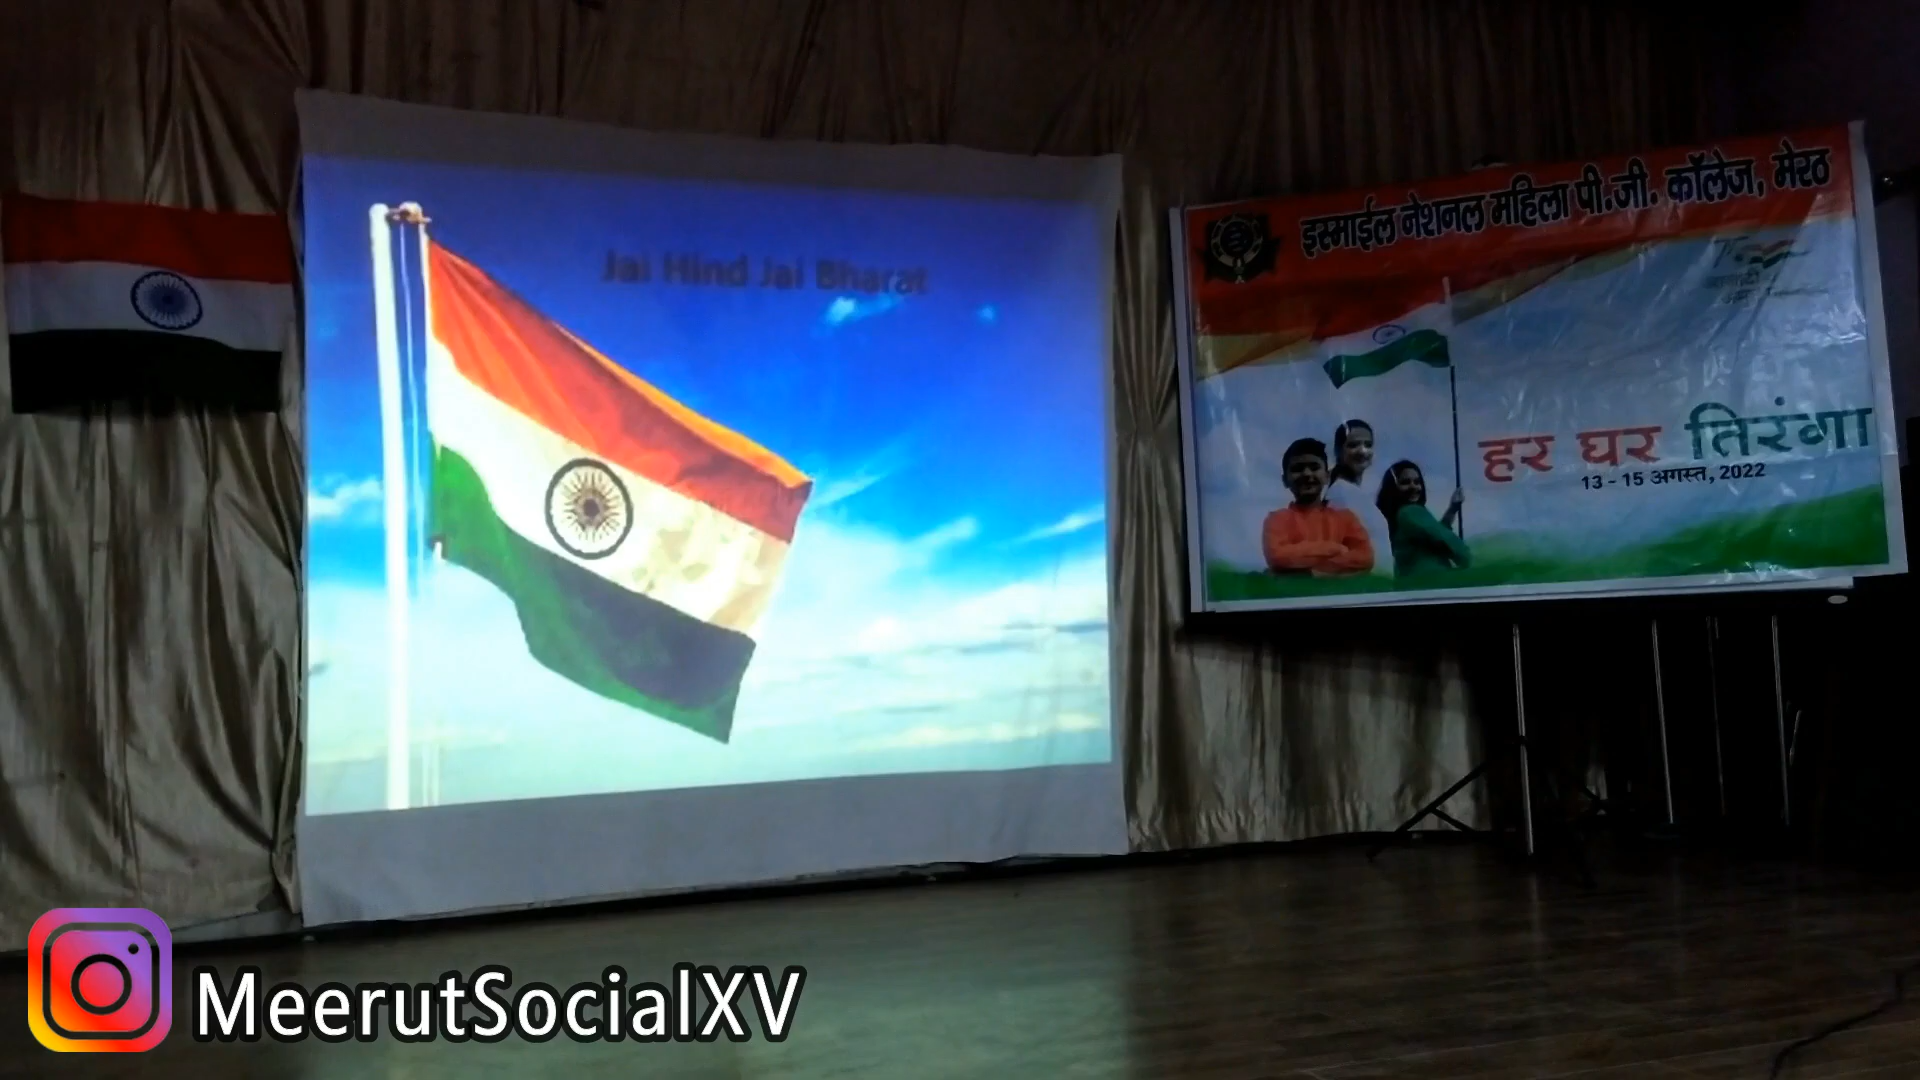 Jai Hind Jai Bharat
इस्माईल नेशनल महिला पी.जी. कॉलेज, मेरठ
हर घर तिरंगा
13 - 15 अगस्त, 2022
MeerutSocialXV